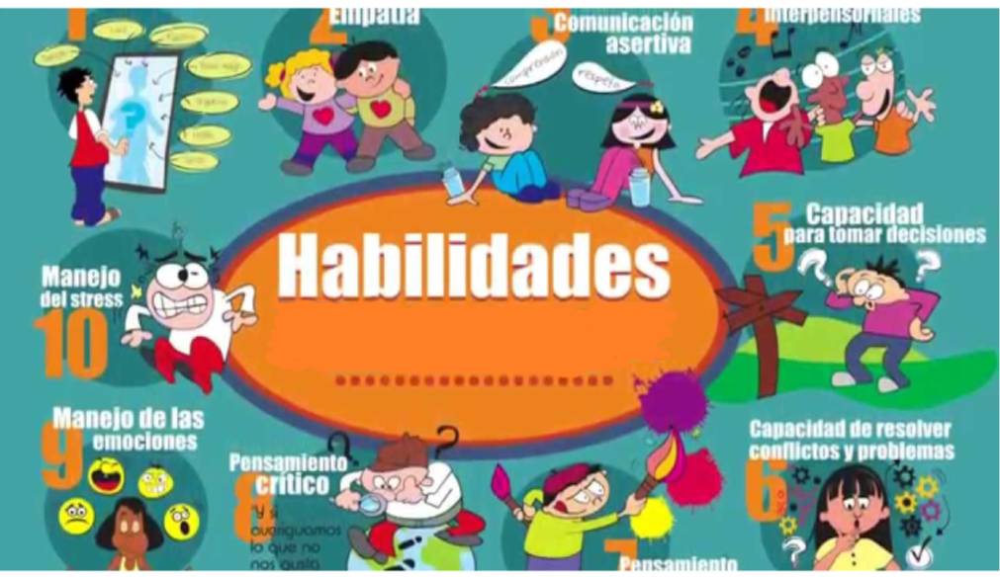 1
2
Empatía
3
Comunicación
asertiva
4
Interpersonales
comprensión
respeto
Habilidades
5
Capacidad
para tomar decisiones
Manejo
del stress
10
Manejo de las
emociones
9
Pensamiento
crítico
8
"Y si
averiguamos
lo que no
nos gusta
7
Pensamiento
Capacidad de resolver
conflictos y problemas
6